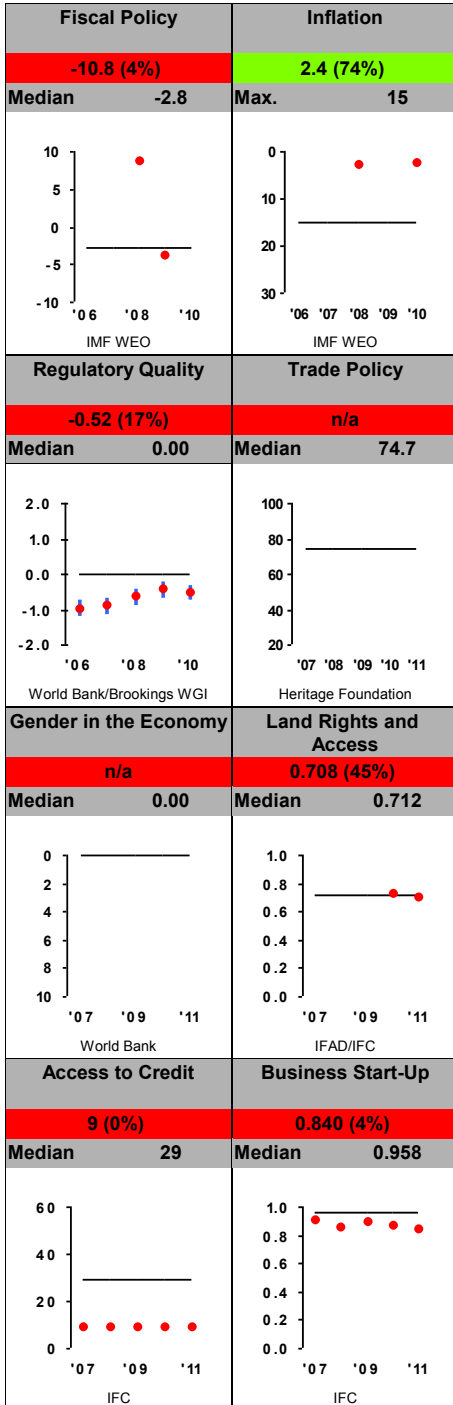 Fiscal Policy
-10.8 (4%)
Median -2.8
10
5
0
-5
-10
'06 '08 '10
IMF WEO
Inflation
2.4 (74%)
Max. 15
0
10
20
30
'06 '07 '08 '09 '10
IMF WEO
Regulatory Quality
-0.52 (17%)
Median 0.00
2.0
1.0
0.0
-1.0
-2.0
'06 '08 '10
World Bank/Brookings WGI
Trade Policy
n/a
Median 74.7
100
80
60
40
20
'07 '08 '09 '10 '11
Heritage Foundation
Gender in the Economy
n/a
Median 0.00
0
2
4
6
8
10
'07 '09 '11
World Bank
Land Rights and
Access
0.708 (45%)
Median 0.712
1.0
0.8
0.6
0.4
0.2
0.0
'07 '09 '11
IFAD/IFC
Access to Credit
9 (0%)
Median 29
60
40
20
0
'07 '09 '11
IFC
Business Start-Up
0.840 (4%)
Median 0.958
1.0
0.8
0.6
0.4
0.2
0.0
'07 '09 '11
IFC